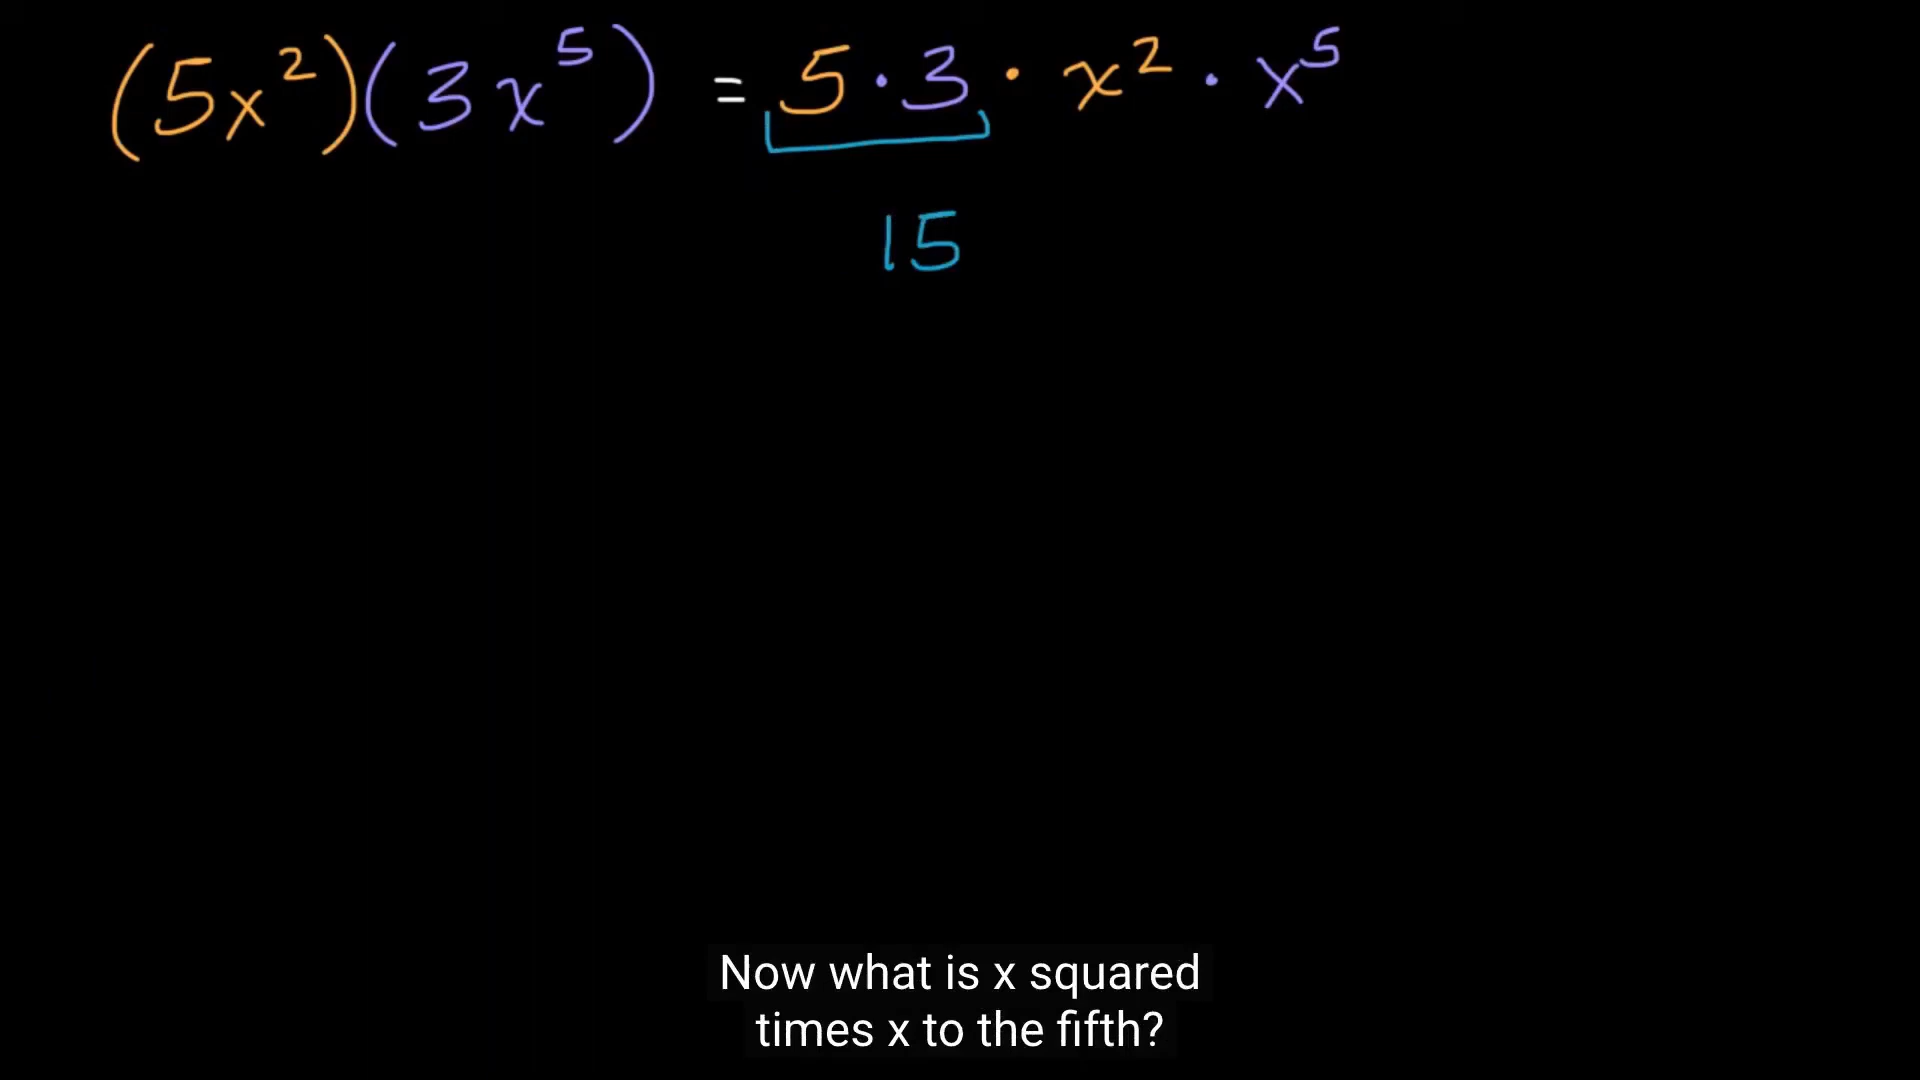 (5x²)(3x⁵) = 5 · 3 · x² · x⁵
15
Now what is x squared
times x to the fifth?